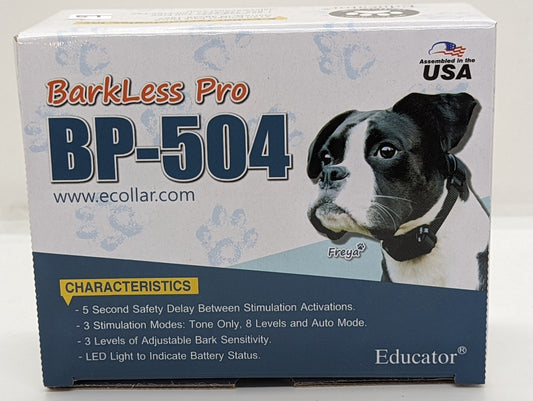 Assembled in the
USA
BarkLess Pro
BP-504
www.ecollar.com
Freya
CHARACTERISTICS
- 5 Second Safety Delay Between Stimulation Activations.
- 3 Stimulation Modes: Tone Only, 8 Levels and Auto Mode.
- 3 Levels of Adjustable Bark Sensitivity.
- LED Light to Indicate Battery Status.
Educator®